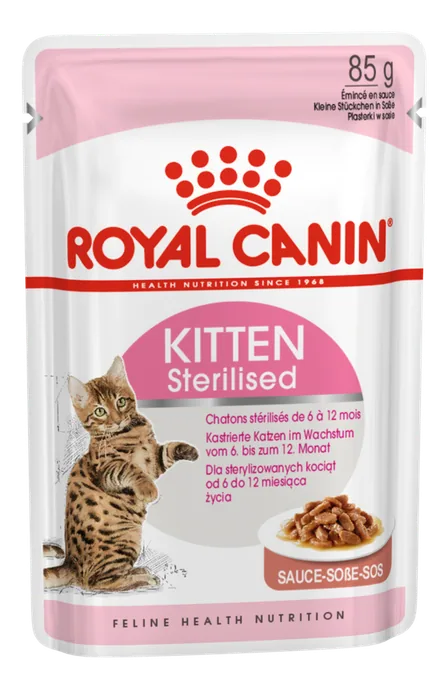 85 g
Émincé en sauce
Kleine Stückchen in Soße
Plasterki w sosie
ROYAL CANIN®
HEALTH NUTRITION SINCE 1968
KITTEN
Sterilised
Chatons stérilisés de 6 à 12 mois
Kastrierte Katzen im Wachstum
vom 6. bis zum 12. Monat
Dla sterylizowanych kociąt
od 6 do 12 miesiąca
życia
SAUCE-SOßE-SOS
FELINE HEALTH NUTRITION